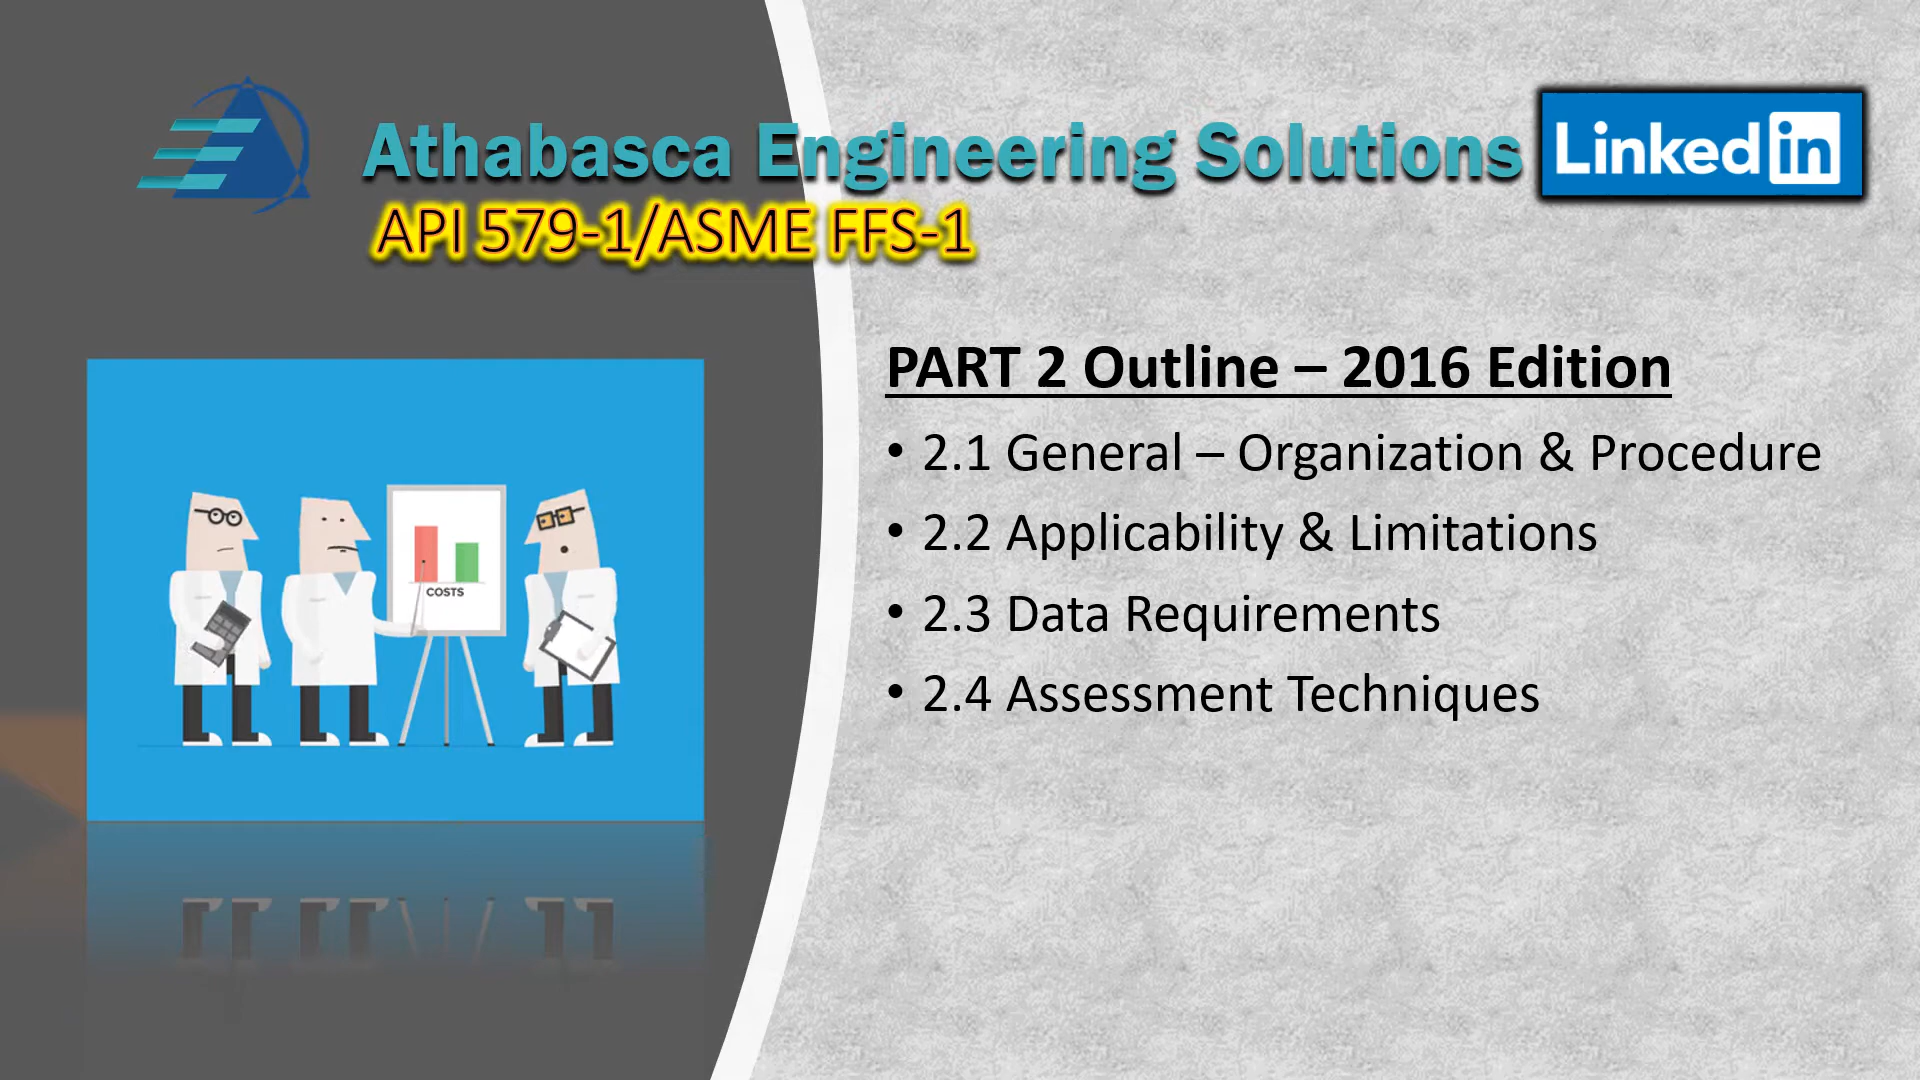 Athabasca Engineering Solutions
LinkedIn
API 579-1/ASME FFS-1
COSTS
PART 2 Outline – 2016 Edition
• 2.1 General – Organization & Procedure
• 2.2 Applicability & Limitations
• 2.3 Data Requirements
• 2.4 Assessment Techniques